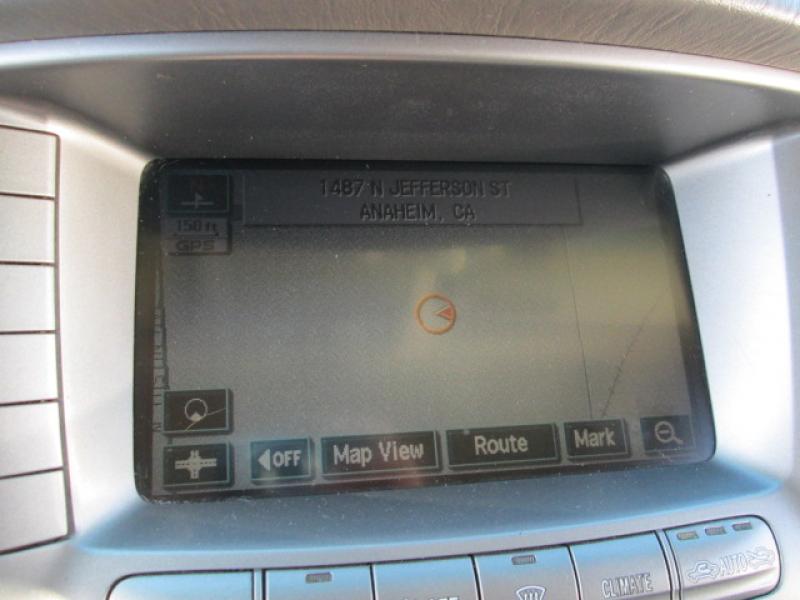 1487 N JEFFERSON ST
ANAHEIM, CA
N
150 ft
GPS
OFF
Map View
Route
Mark
CLIMATE
AUTO